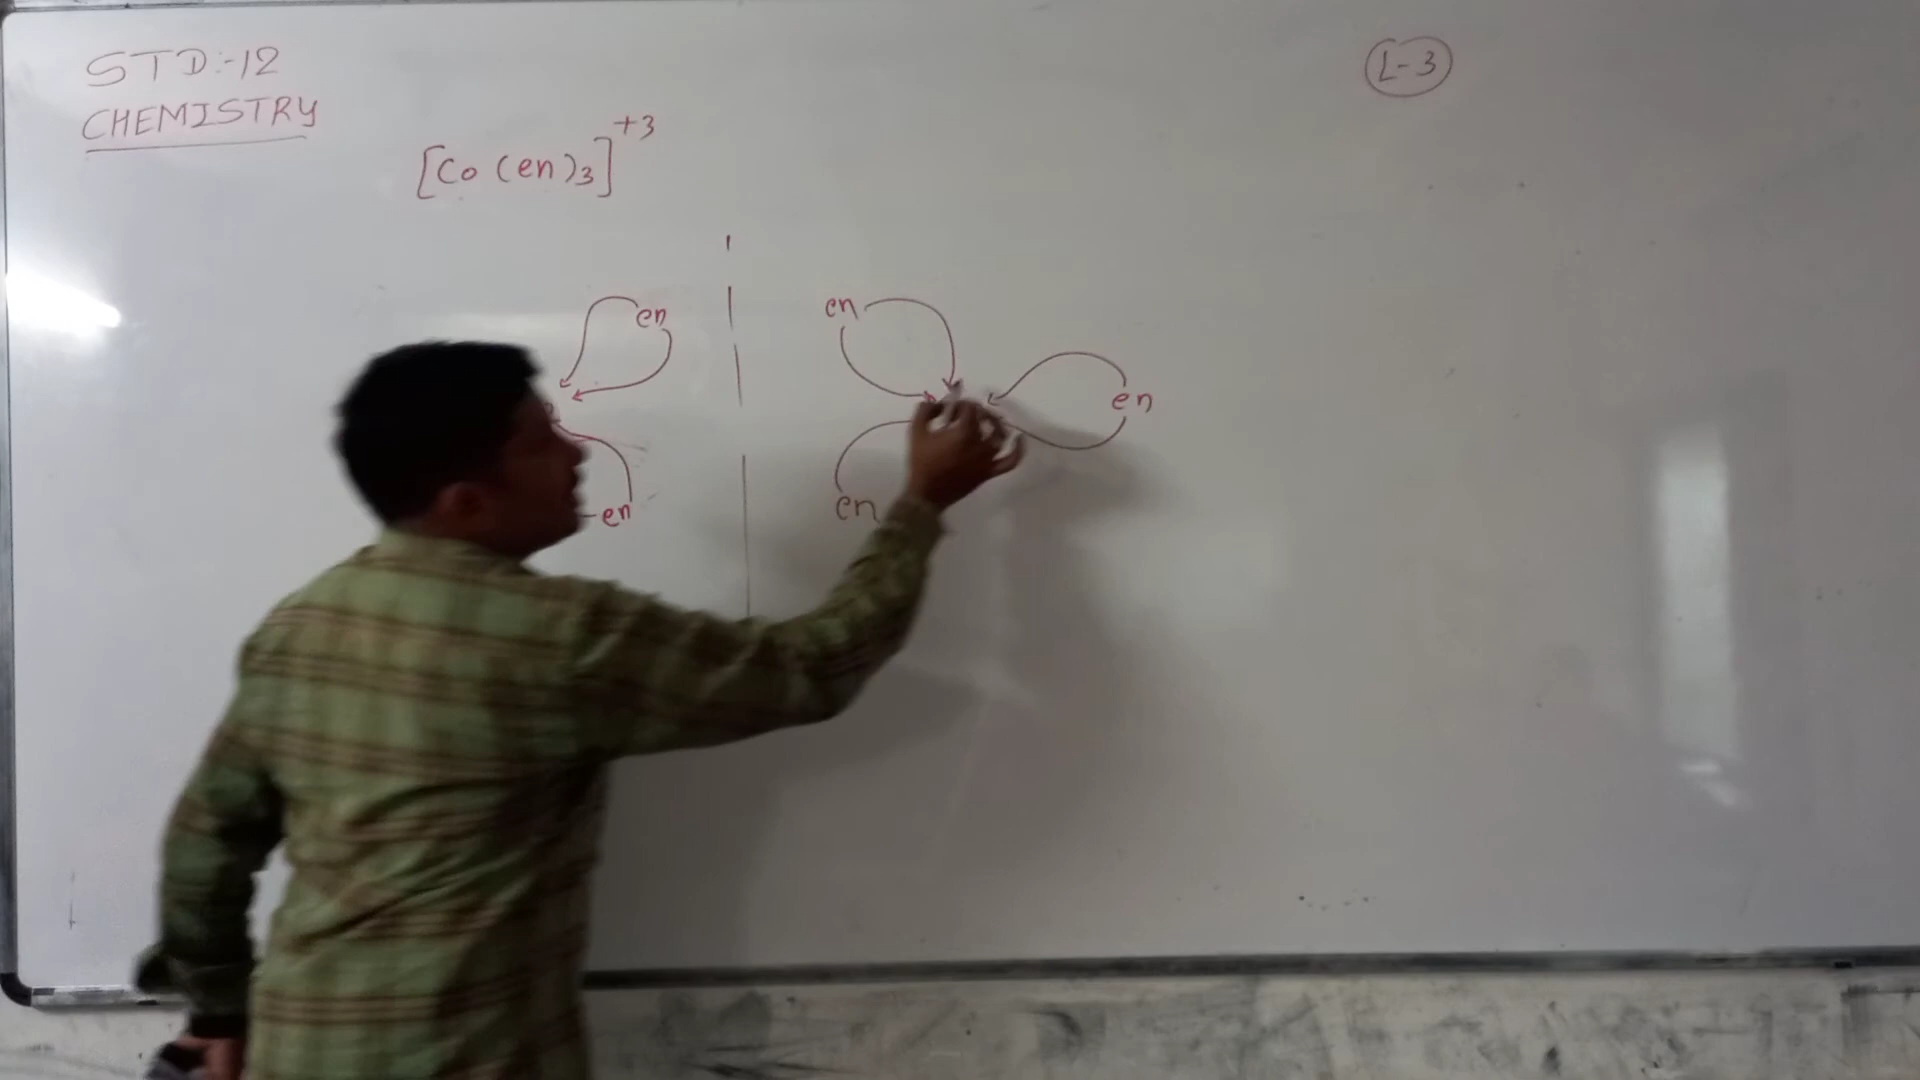 STD:-12
CHEMISTRY
L-3
[Co (en)3]+3
en
en
en
en
en